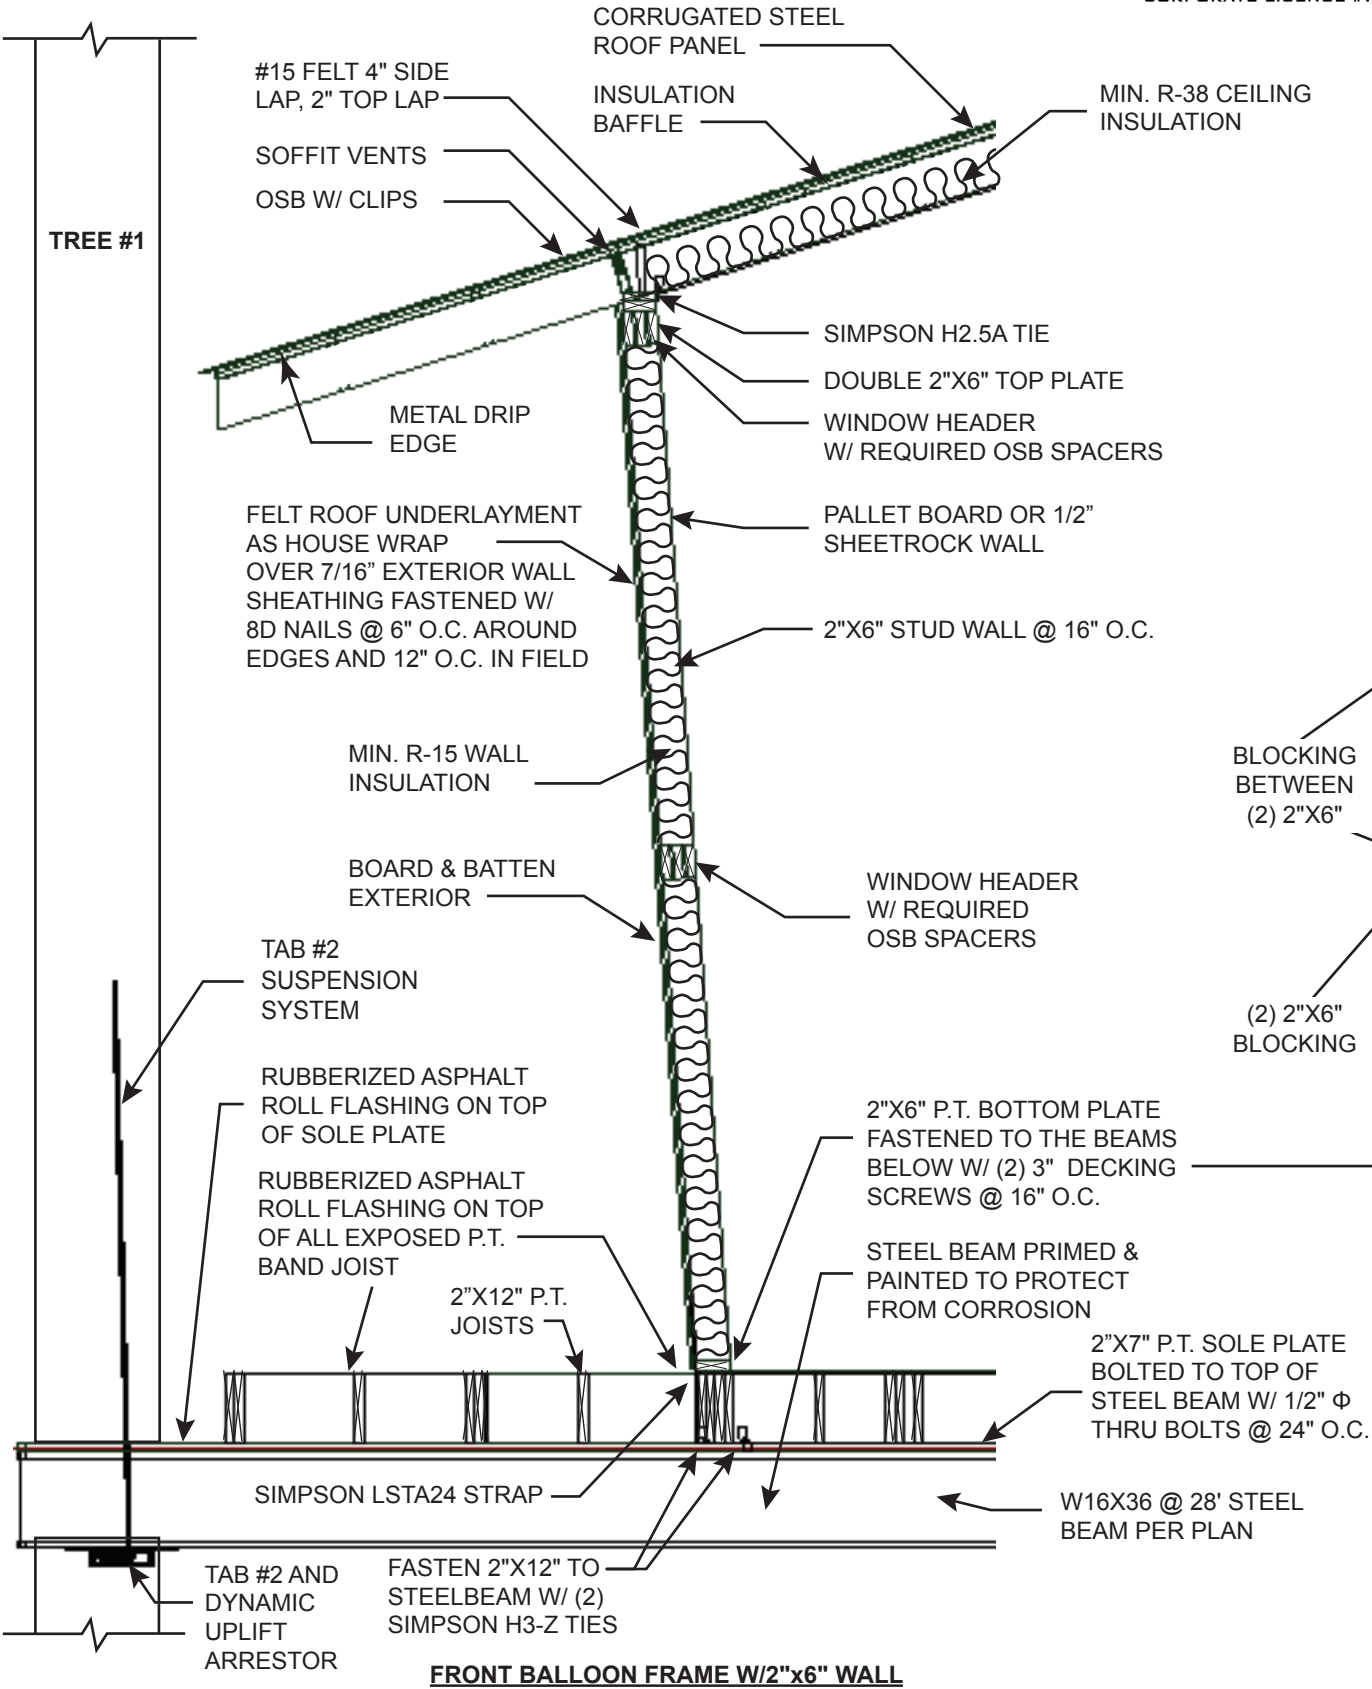 CORRUGATED STEEL
ROOF PANEL
#15 FELT 4" SIDE
LAP, 2" TOP LAP
INSULATION
BAFFLE
MIN. R-38 CEILING
INSULATION
SOFFIT VENTS
OSB W/ CLIPS
TREE #1
SIMPSON H2.5A TIE
DOUBLE 2"X6" TOP PLATE
METAL DRIP
EDGE
WINDOW HEADER
W/ REQUIRED OSB SPACERS
FELT ROOF UNDERLAYMENT
AS HOUSE WRAP
OVER 7/16” EXTERIOR WALL
SHEATHING FASTENED W/
8D NAILS @ 6" O.C. AROUND
EDGES AND 12" O.C. IN FIELD
PALLET BOARD OR 1/2”
SHEETROCK WALL
2"X6" STUD WALL @ 16" O.C.
MIN. R-15 WALL
INSULATION
BLOCKING
BETWEEN
(2) 2"X6"
BOARD & BATTEN
EXTERIOR
WINDOW HEADER
W/ REQUIRED
OSB SPACERS
TAB #2
SUSPENSION
SYSTEM
(2) 2"X6"
BLOCKING
RUBBERIZED ASPHALT
ROLL FLASHING ON TOP
OF SOLE PLATE
2"X6" P.T. BOTTOM PLATE
FASTENED TO THE BEAMS
BELOW W/ (2) 3" DECKING
SCREWS @ 16" O.C.
RUBBERIZED ASPHALT
ROLL FLASHING ON TOP
OF ALL EXPOSED P.T.
BAND JOIST
STEEL BEAM PRIMED &
PAINTED TO PROTECT
FROM CORROSION
2”X12" P.T.
JOISTS
2”X7" P.T. SOLE PLATE
BOLTED TO TOP OF
STEEL BEAM W/ 1/2" Φ
THRU BOLTS @ 24" O.C.
SIMPSON LSTA24 STRAP
W16X36 @ 28' STEEL
BEAM PER PLAN
TAB #2 AND
DYNAMIC
UPLIFT
ARRESTOR
FASTEN 2"X12" TO
STEELBEAM W/ (2)
SIMPSON H3-Z TIES
FRONT BALLOON FRAME W/2"x6" WALL